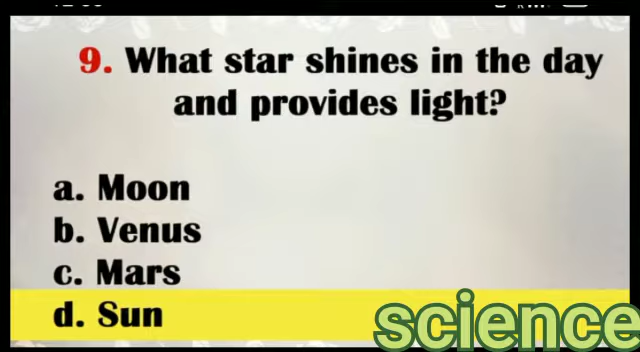 9. What star shines in the day
and provides light?
a. Moon
b. Venus
c. Mars
d. Sun
science